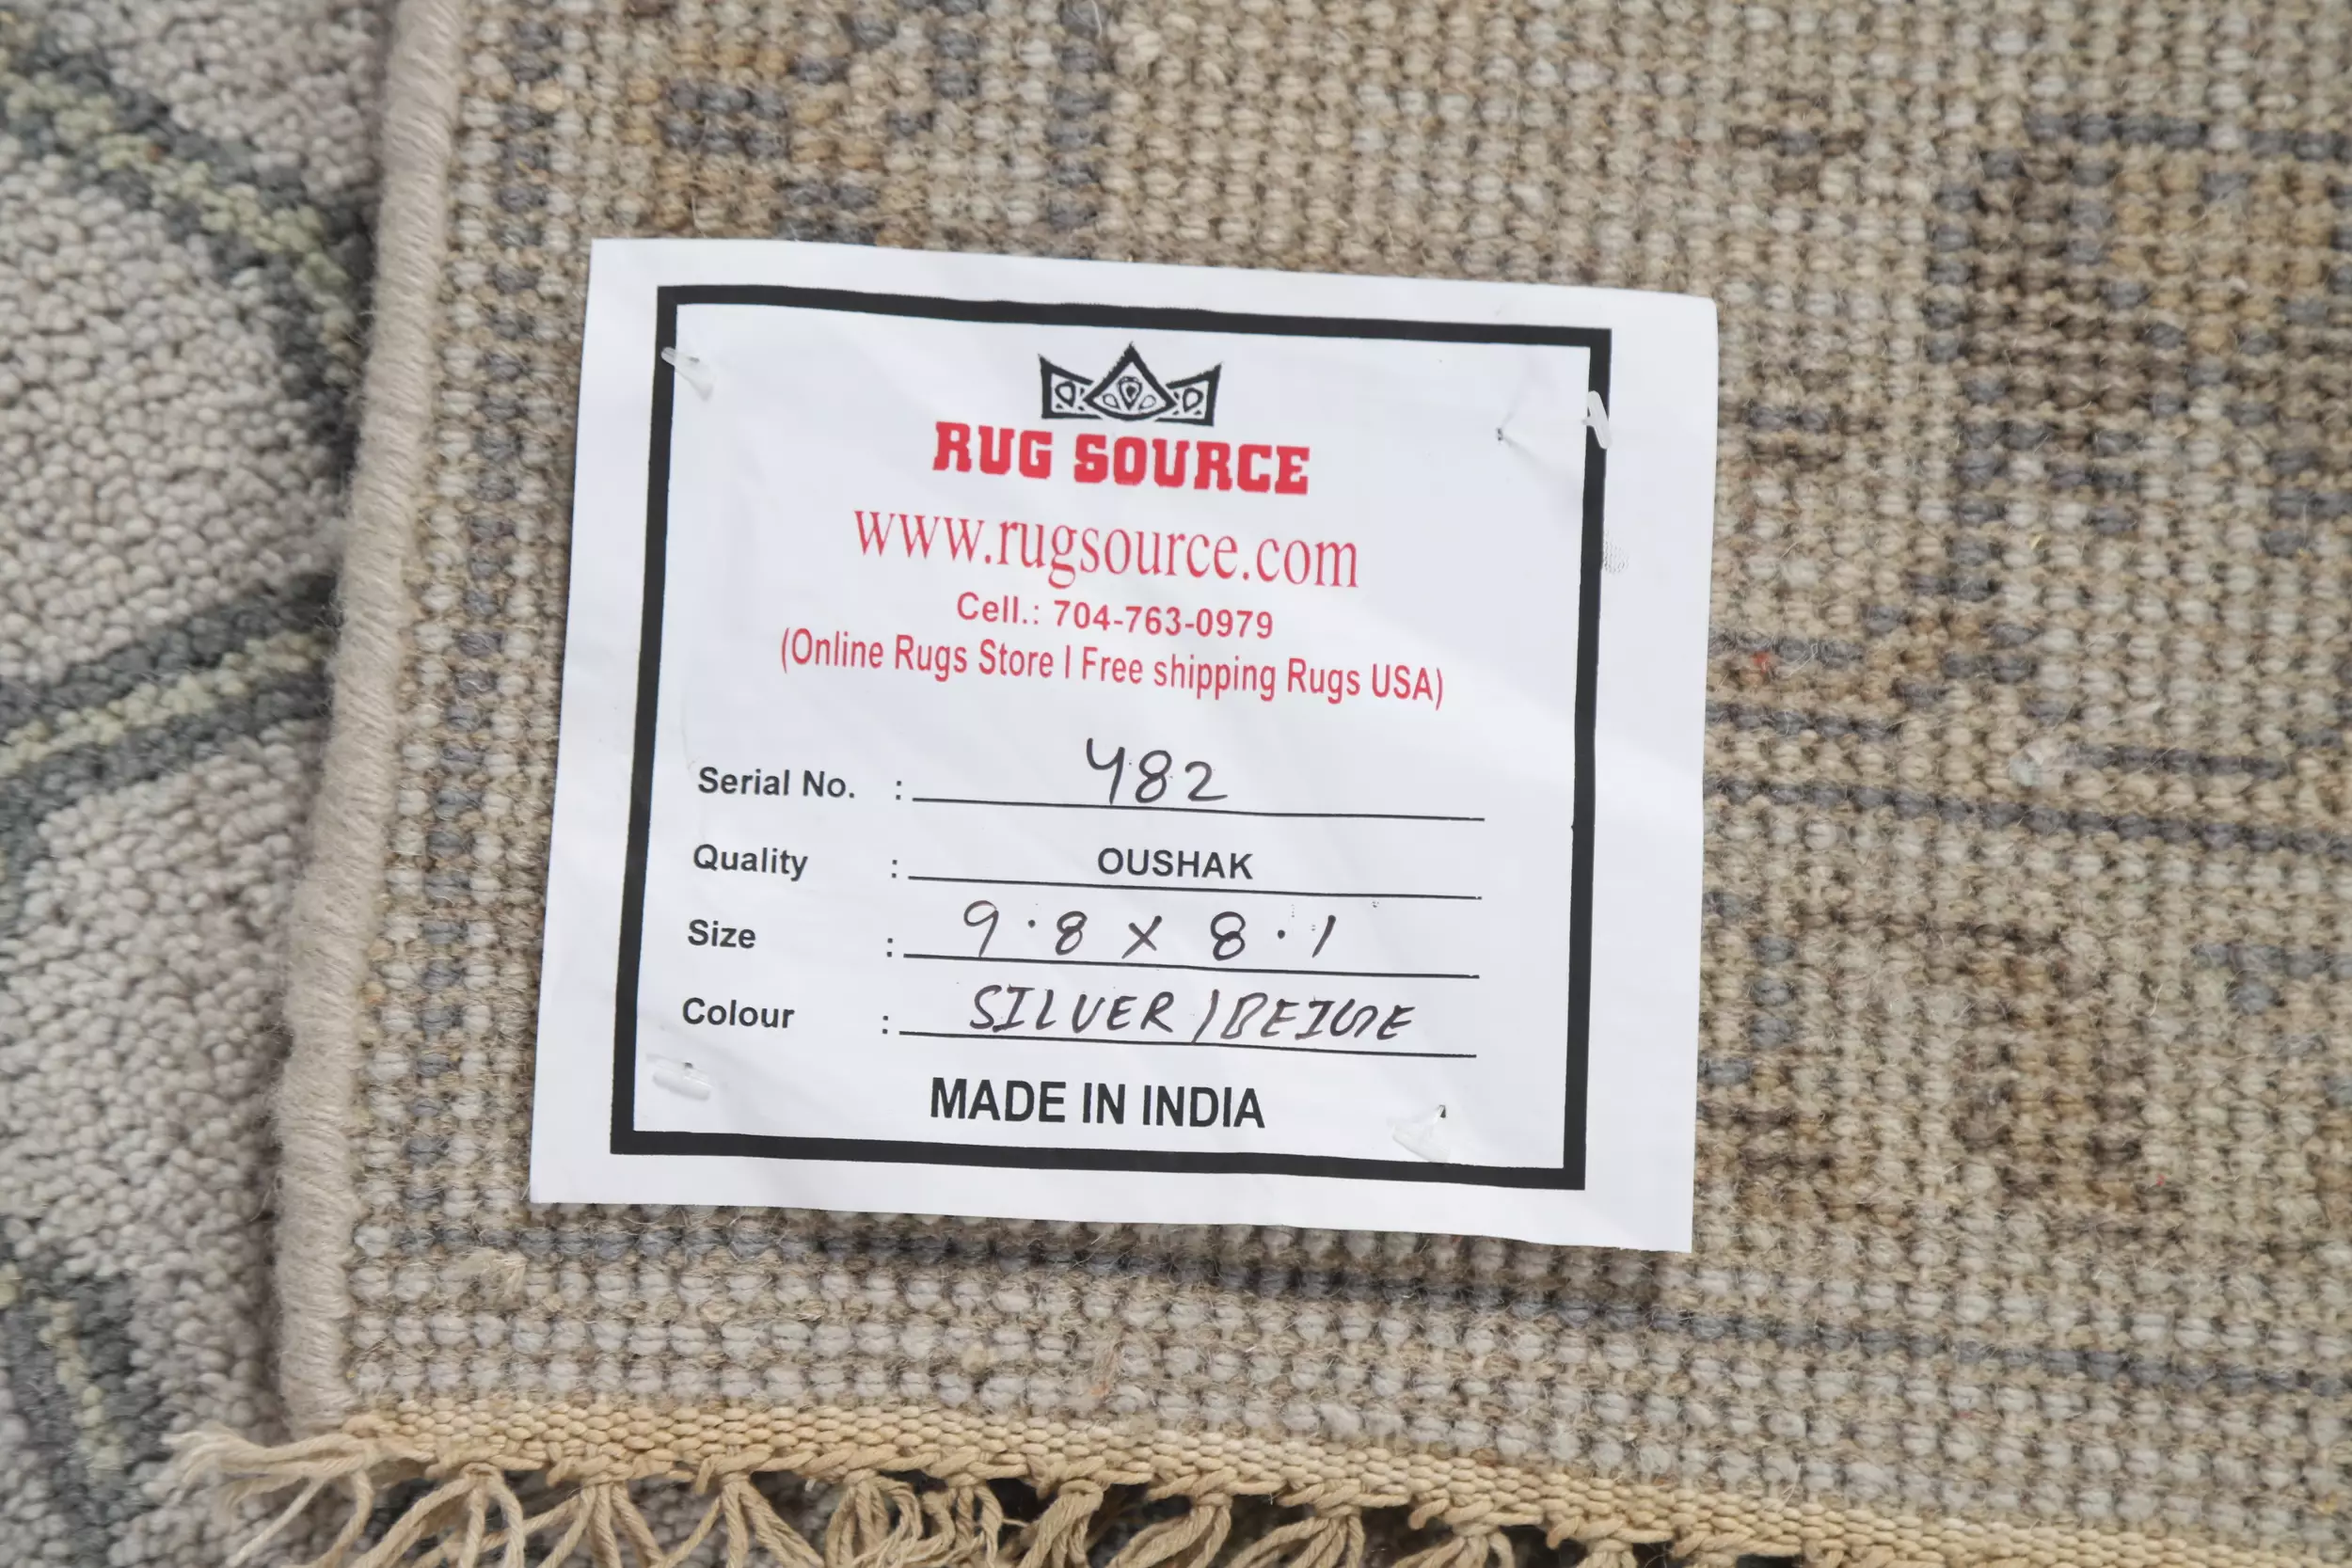 RUG SOURCE
www.rugsource.com
Cell.: 704-763-0979
(Online Rugs Store | Free shipping Rugs USA)
Serial No. : 482
Quality : OUSHAK
Size : 9.8 x 8.1
Colour : SILVER/BEIGE
MADE IN INDIA